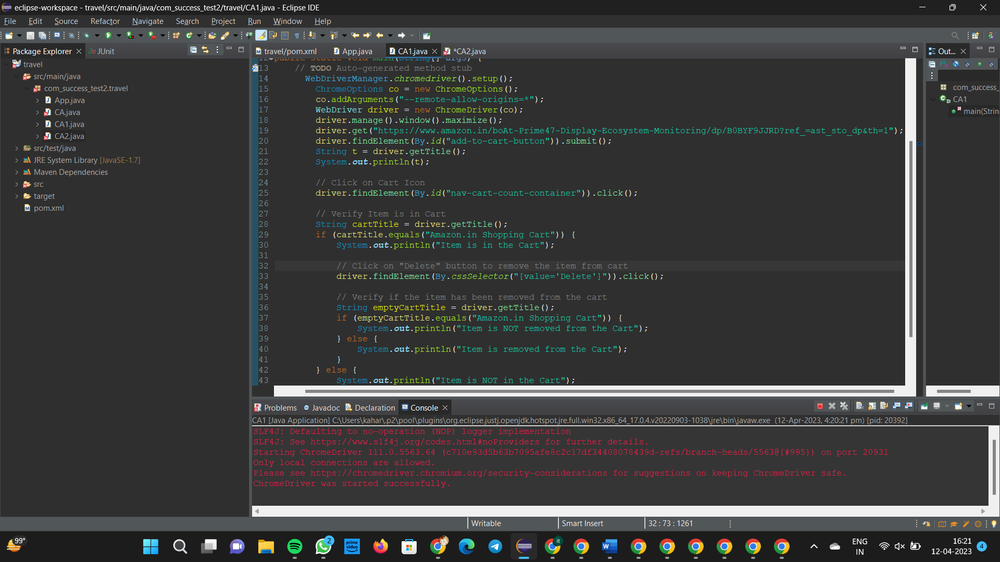 eclipse-workspace - travel/src/main/java/com_success_test2/travel/CA1.java - Eclipse IDE
File Edit Source Refactor Navigate Search Project Run Window Help
Package Explorer
JUnit
travel
src/main/java
com_success_test2.travel
App.java
CA.java
CA1.java
CA2.java
src/test/java
JRE System Library [JavaSE-1.7]
Maven Dependencies
src
target
pom.xml
travel/pom.xml App.java CA1.java *CA2.java
12 public static void main(String[] args) {
13 // TODO Auto-generated method stub
14 WebDriverManager.chromedriver().setup();
15 ChromeOptions co = new ChromeOptions();
16 co.addArguments("--remote-allow-origins=*");
17 WebDriver driver = new ChromeDriver(co);
18 driver.manage().window().maximize();
19 driver.get("https://www.amazon.in/boAt-Prime47-Display-Ecosystem-Monitoring/dp/B0BYF9JJRD?ref_=ast_sto_dp&th=1");
20 driver.findElement(By.id("add-to-cart-button")).submit();
21 String t = driver.getTitle();
22 System.out.println(t);
23
24 // Click on Cart Icon
25 driver.findElement(By.id("nav-cart-count-container")).click();
26
27 // Verify Item is in Cart
28 String cartTitle = driver.getTitle();
29 if (cartTitle.equals("Amazon.in Shopping Cart")) {
30 System.out.println("Item is in the Cart");
31
32 // Click on "Delete" button to remove the item from cart
33 driver.findElement(By.cssSelector("[value='Delete']")).click();
34
35 // Verify if the item has been removed from the cart
36 String emptyCartTitle = driver.getTitle();
37 if (emptyCartTitle.equals("Amazon.in Shopping Cart")) {
38 System.out.println("Item is NOT removed from the Cart");
39 } else {
40 System.out.println("Item is removed from the Cart");
41 }
42 } else {
43 System.out.println("Item is NOT in the Cart");
Out...
com_success_
CA1
main(Strin
Problems @ Javadoc Declaration Console
CA1 [Java Application] C:\Users\kahar\.p2\pool\plugins\org.eclipse.justj.openjdk.hotspot.jre.full.win32.x86_64_17.0.4.v20220903-1038\jre\bin\javaw.exe (12-Apr-2023, 4:20:21 pm) [pid: 20392]
SLF4J: Defaulting to no-operation (NOP) logger implementation
SLF4J: See https://www.slf4j.org/codes.html#noProviders for further details.
Starting ChromeDriver 111.0.5563.64 (c710e93d5b63b7095afe8c2c17df34408078439d-refs/branch-heads/5563@{#995}) on port 20931
Only local connections are allowed.
Please see https://chromedriver.chromium.org/security-considerations for suggestions on keeping ChromeDriver safe.
ChromeDriver was started successfully.
Writable
Smart Insert
32 : 73 : 1261
99°
2
prime video
it
ENG
IN
16:21
12-04-2023
4